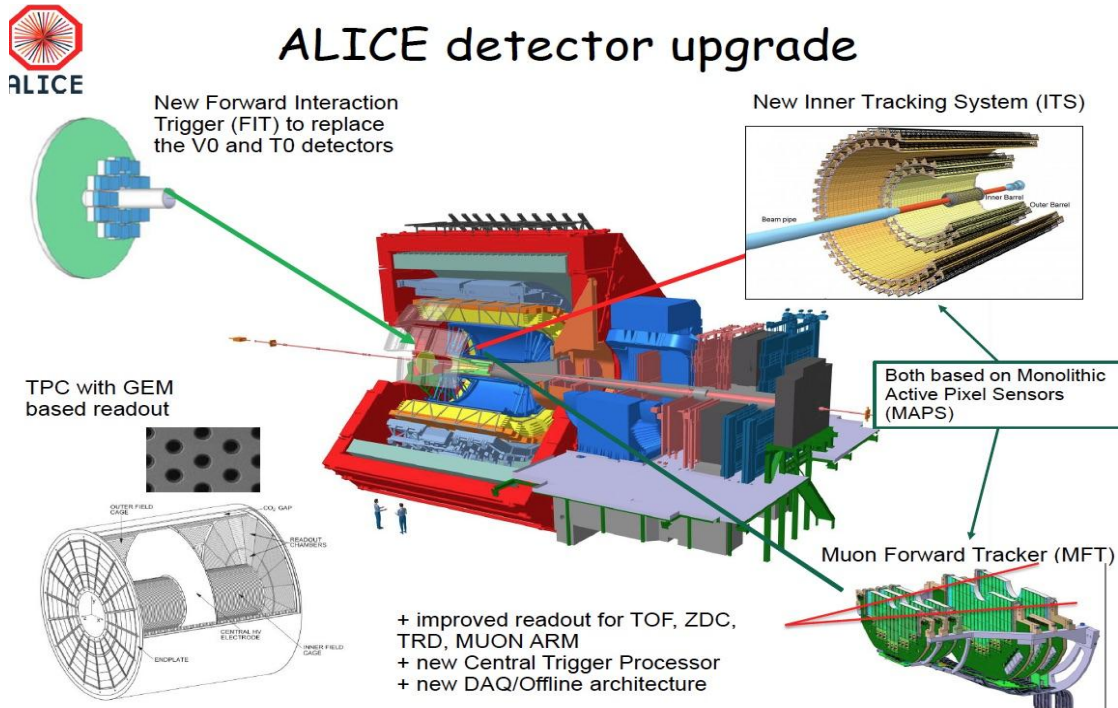 ALICE
ALICE detector upgrade
New Forward Interaction
Trigger (FIT) to replace
the V0 and T0 detectors
New Inner Tracking System (ITS)
Beam pipe
Inner Barrel
Outer Barrel
TPC with GEM
based readout
Both based on Monolithic
Active Pixel Sensors
(MAPS)
OUTER FIELD
CAGE
CO₂ GAP
READOUT
CHAMBERS
CENTRAL HV
ELECTRODE
INNER FIELD
CAGE
ENDPLATE
Muon Forward Tracker (MFT)
+ improved readout for TOF, ZDC,
TRD, MUON ARM
+ new Central Trigger Processor
+ new DAQ/Offline architecture